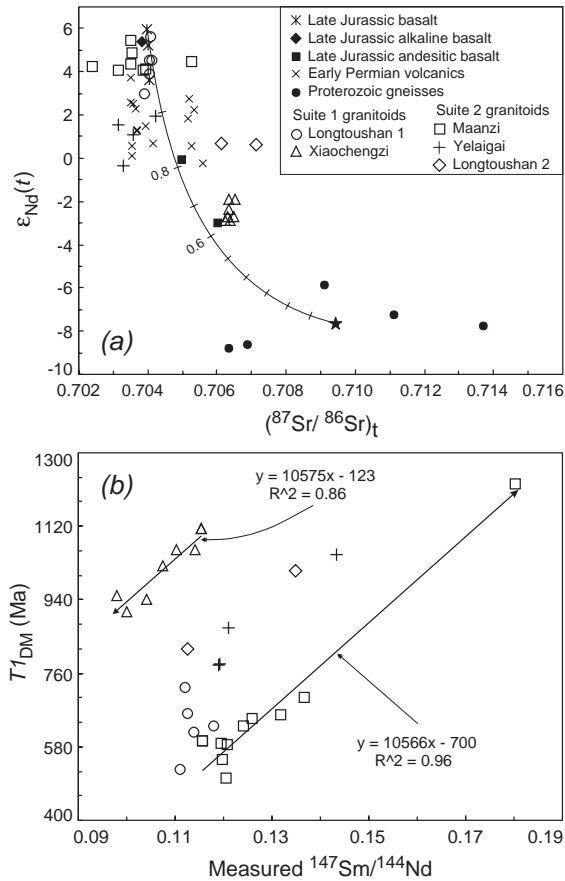 (a)
Late Jurassic basalt
Late Jurassic alkaline basalt
Late Jurassic andesitic basalt
Early Permian volcanics
Proterozoic gneisses
Suite 1 granitoids
Longtoushan 1
Xiaochengzi
Suite 2 granitoids
Maanzi
Yelaigai
Longtoushan 2
8
6
4
2
0
-2
-4
-6
-8
-10
εNd(t)
0.8
0.6
0.702 0.704 0.706 0.708 0.710 0.712 0.714 0.716
(87Sr/ 86Sr)t
(b)
y = 10575x - 123
R^2 = 0.86
y = 10566x - 700
R^2 = 0.96
1300
1120
940
760
580
400
T1DM (Ma)
0.09 0.11 0.13 0.15 0.17 0.19
Measured 147Sm/144Nd